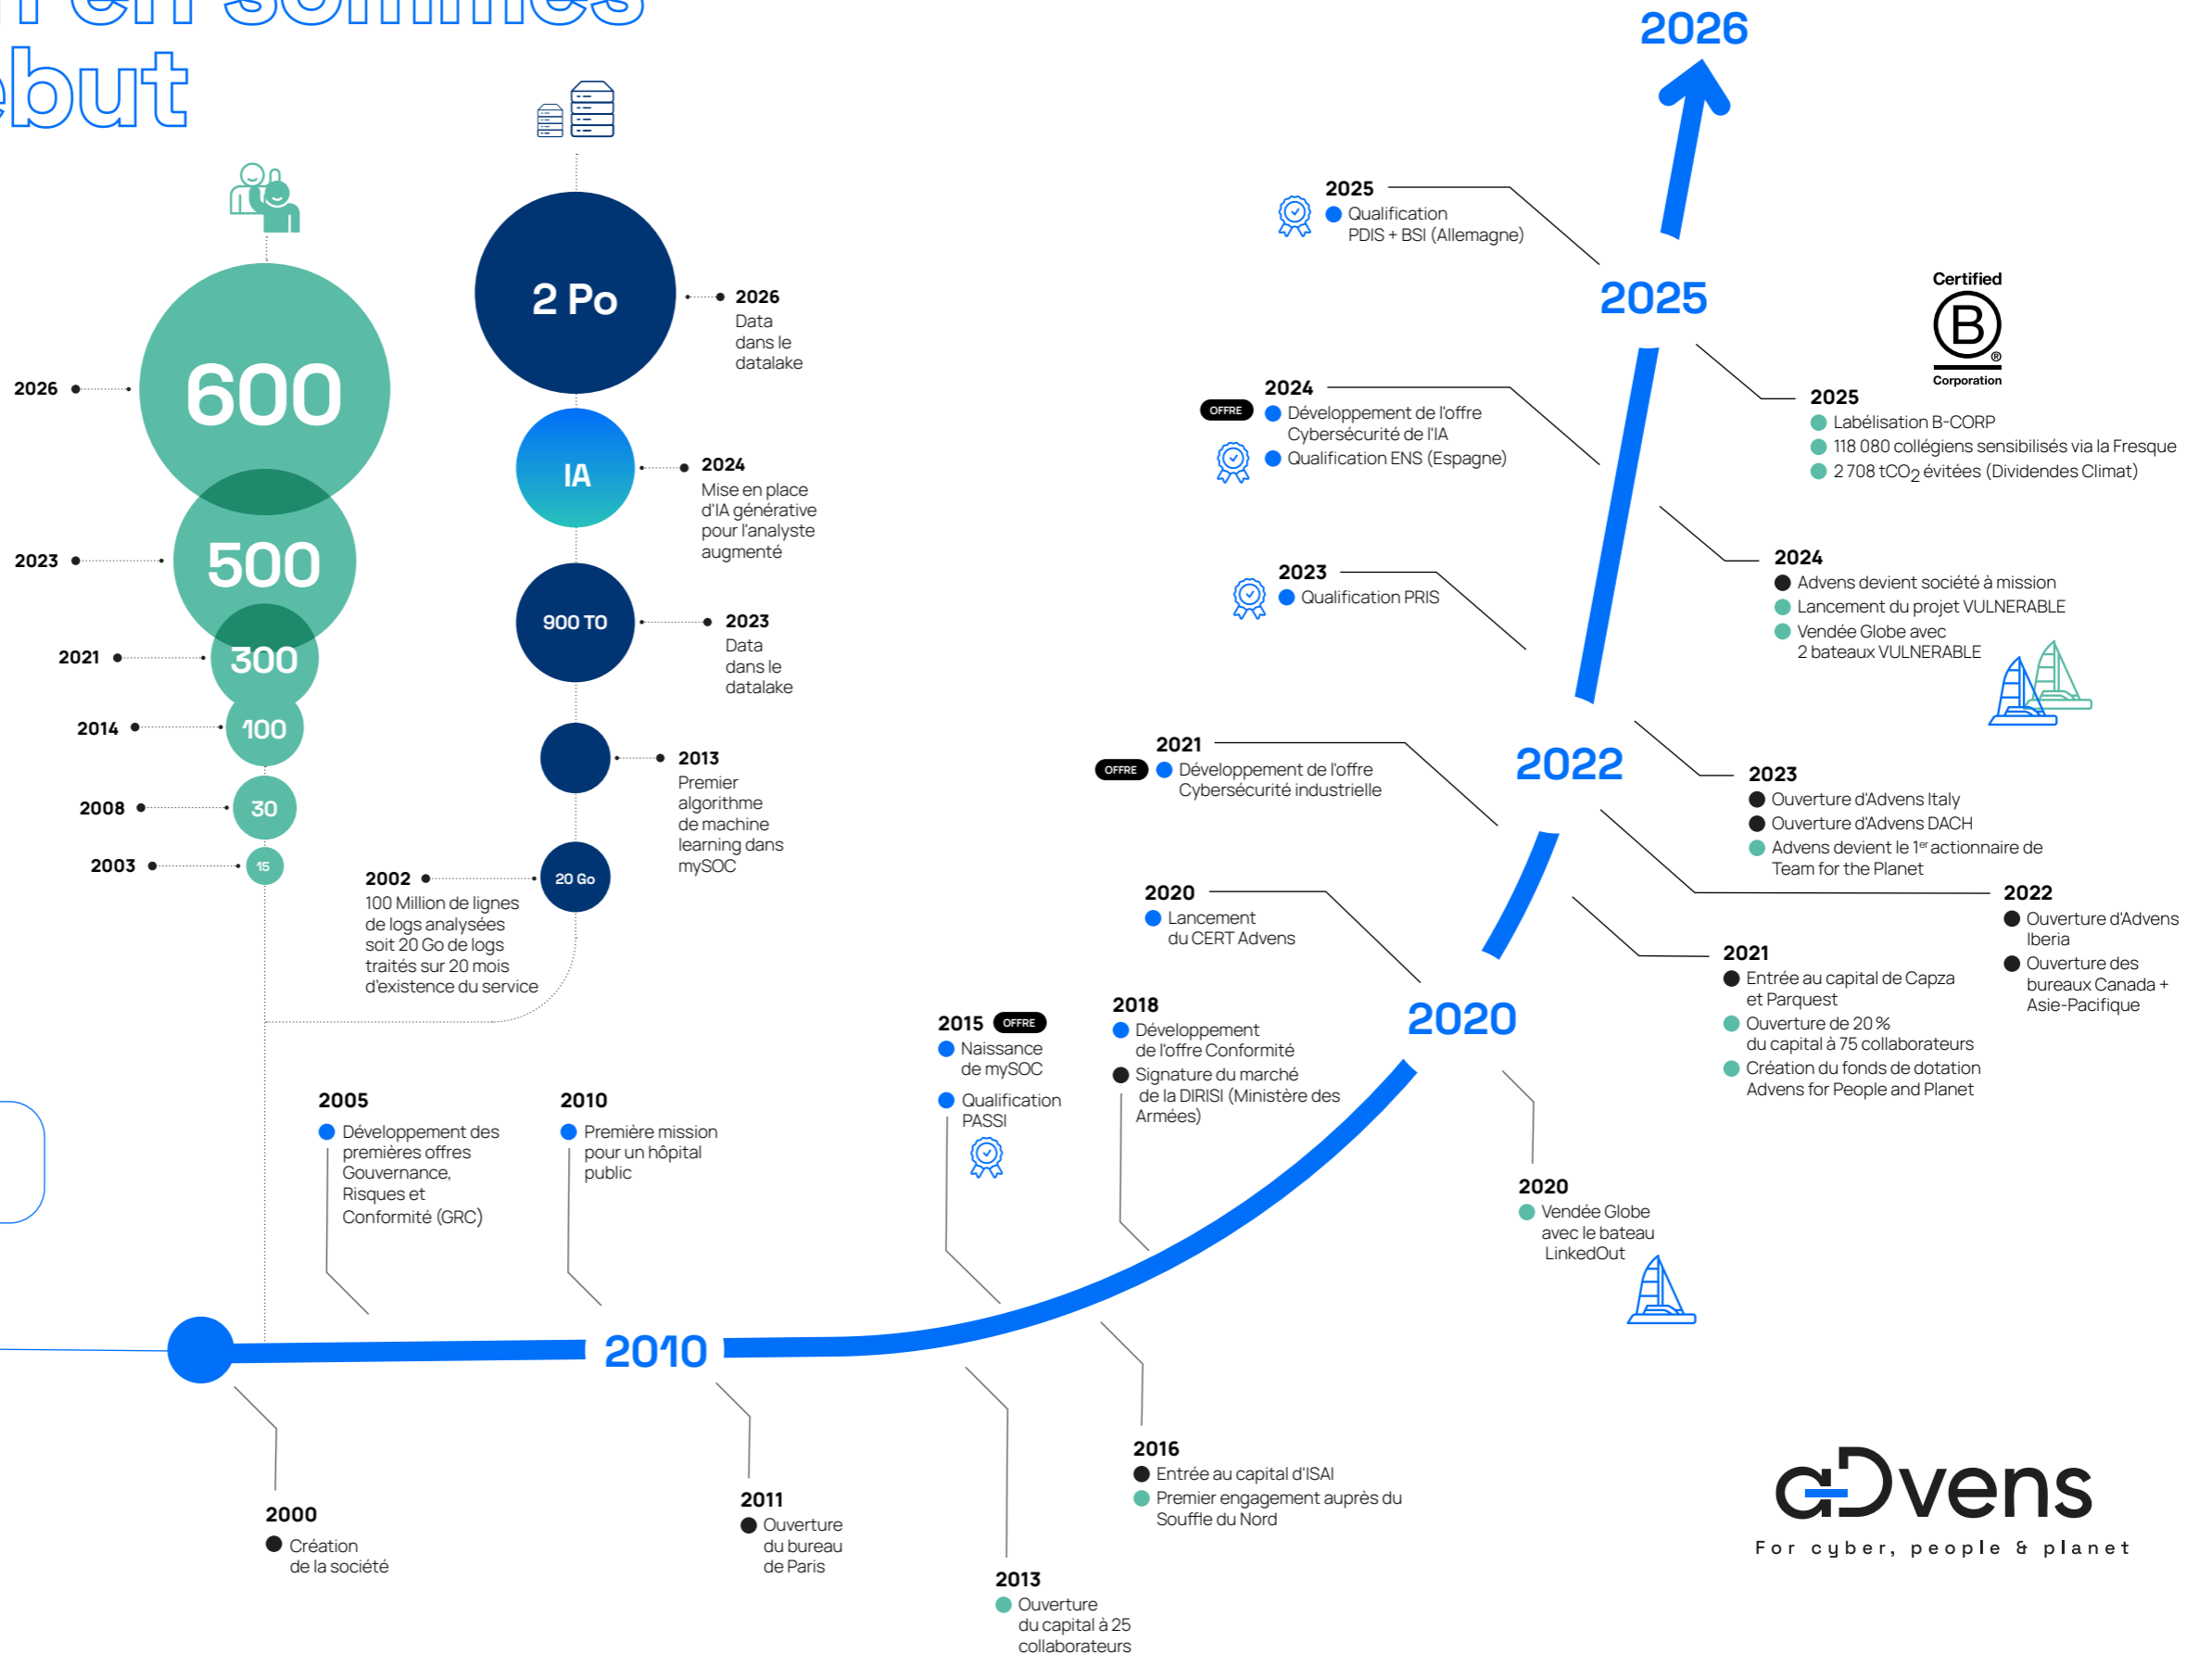 en sommes
but
600
500
300
100
30
15
2026
2023
2021
2014
2008
2003
2 Po
IA
900 TO
20 Go
2026
Data
dans le
datalake
2024
Mise en place
d'IA générative
pour l'analyste
augmenté
2023
Data
dans le
datalake
2013
Premier
algorithme
de machine
learning dans
mySOC
2002
100 Million de lignes
de logs analysées
soit 20 Go de logs
traités sur 20 mois
d'existence du service
2000
Création
de la société
2005
Développement des
premières offres
Gouvernance,
Risques et
Conformité (GRC)
2010
Première mission
pour un hôpital
public
2010
2011
Ouverture
du bureau
de Paris
2013
Ouverture
du capital à 25
collaborateurs
2015 OFFRE
Naissance
de mySOC
Qualification
PASSI
2016
Entrée au capital d'ISAI
Premier engagement auprès du
Souffle du Nord
2018
Développement
de l'offre Conformité
Signature du marché
de la DIRISI (Ministère des
Armées)
2020
Lancement
du CERT Advens
2020
2020
Vendée Globe
avec le bateau
LinkedOut
2021
OFFRE
Développement de l'offre
Cybersécurité industrielle
2021
Entrée au capital de Capza
et Parquest
Ouverture de 20 %
du capital à 75 collaborateurs
Création du fonds de dotation
Advens for People and Planet
2022
2022
Ouverture d'Advens
Iberia
Ouverture des
bureaux Canada +
Asie-Pacifique
2023
Qualification PRIS
2023
Ouverture d'Advens Italy
Ouverture d'Advens DACH
Advens devient le 1er actionnaire de
Team for the Planet
2024
OFFRE
Développement de l'offre
Cybersécurité de l'IA
Qualification ENS (Espagne)
2024
Advens devient société à mission
Lancement du projet VULNERABLE
Vendée Globe avec
2 bateaux VULNERABLE
2025
Qualification
PDIS + BSI (Allemagne)
2025
Certified
B
®
Corporation
2025
Labélisation B-CORP
118 080 collégiens sensibilisés via la Fresque
2 708 tCO2 évitées (Dividendes Climat)
2026
aDvens
For cyber, people & planet